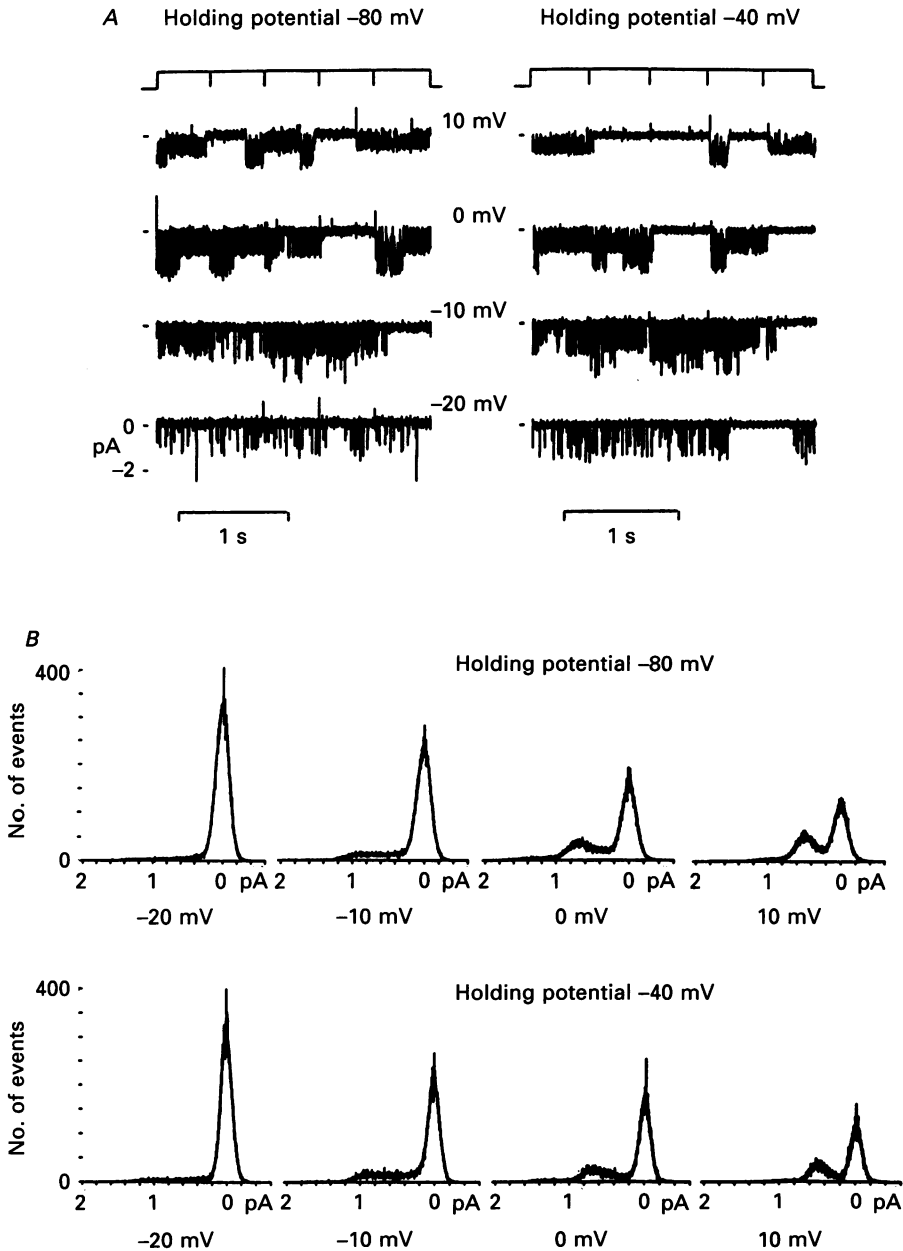 A Holding potential –80 mV Holding potential –40 mV
10 mV
0 mV
–10 mV
–20 mV
0
pA
–2
1 s 1 s
B
Holding potential –80 mV
400
No. of events
0
2 1 0 pA 2 1 0 pA 2 1 0 pA 2 1 0 pA
–20 mV –10 mV 0 mV 10 mV
Holding potential –40 mV
400
No. of events
0
2 1 0 pA 2 1 0 pA 2 1 0 pA 2 1 0 pA
–20 mV –10 mV 0 mV 10 mV